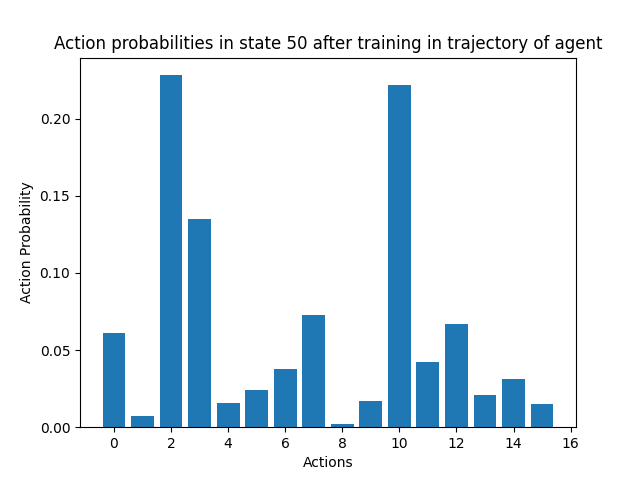 Action probabilities in state 50 after training in trajectory of agent
0.20
0.15
0.10
0.05
0.00
Action Probability
0 2 4 6 8 10 12 14 16
Actions